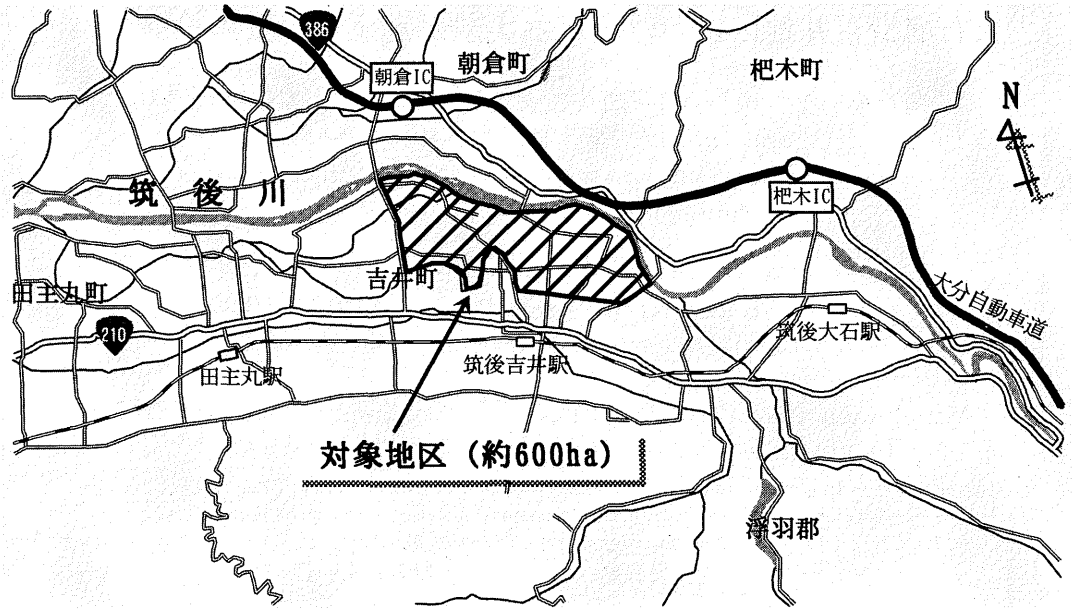 386
朝倉町
朝倉IC
杷木町
N
筑後川
杷木IC
吉井町
田主丸町
大分自動車道
210
筑後大石駅
筑後吉井駅
田主丸駅
対象地区（約600ha）
浮羽郡